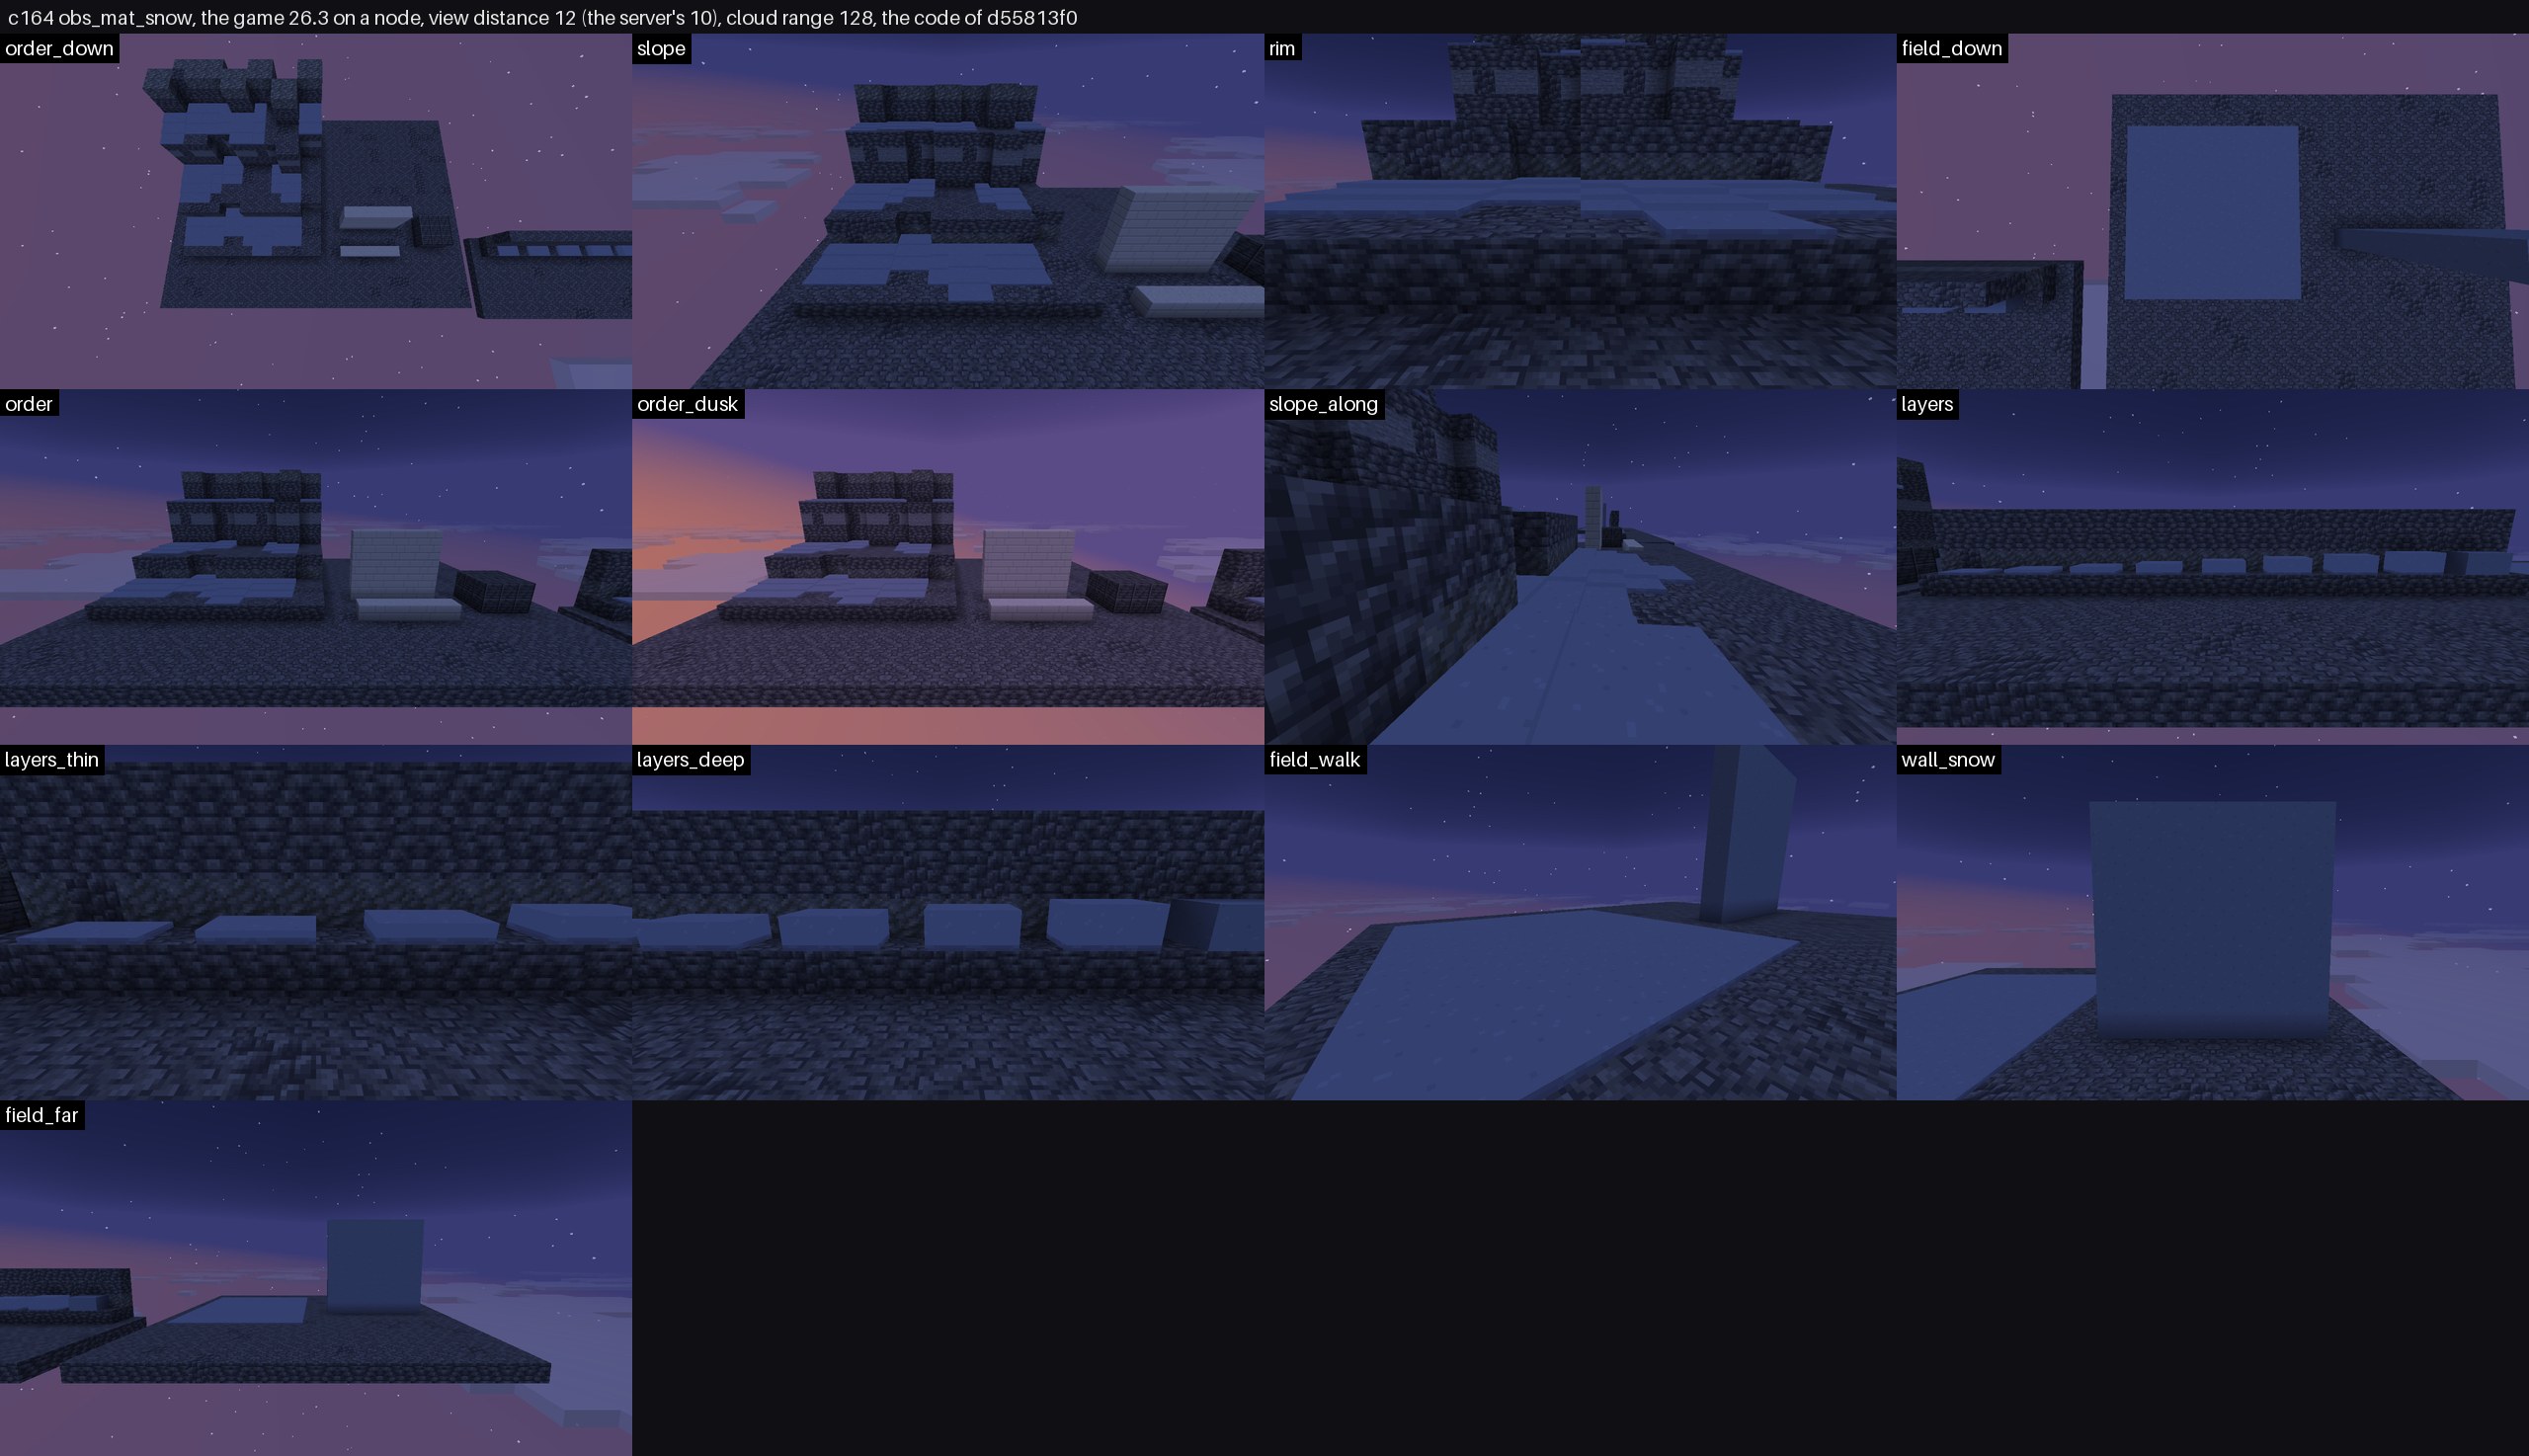 c164 obs_mat_snow, the game 26.3 on a node, view distance 12 (the server's 10), cloud range 128, the code of d55813f0
order_down
slope
rim
field_down
order
order_dusk
slope_along
layers
layers_thin
layers_deep
field_walk
wall_snow
field_far